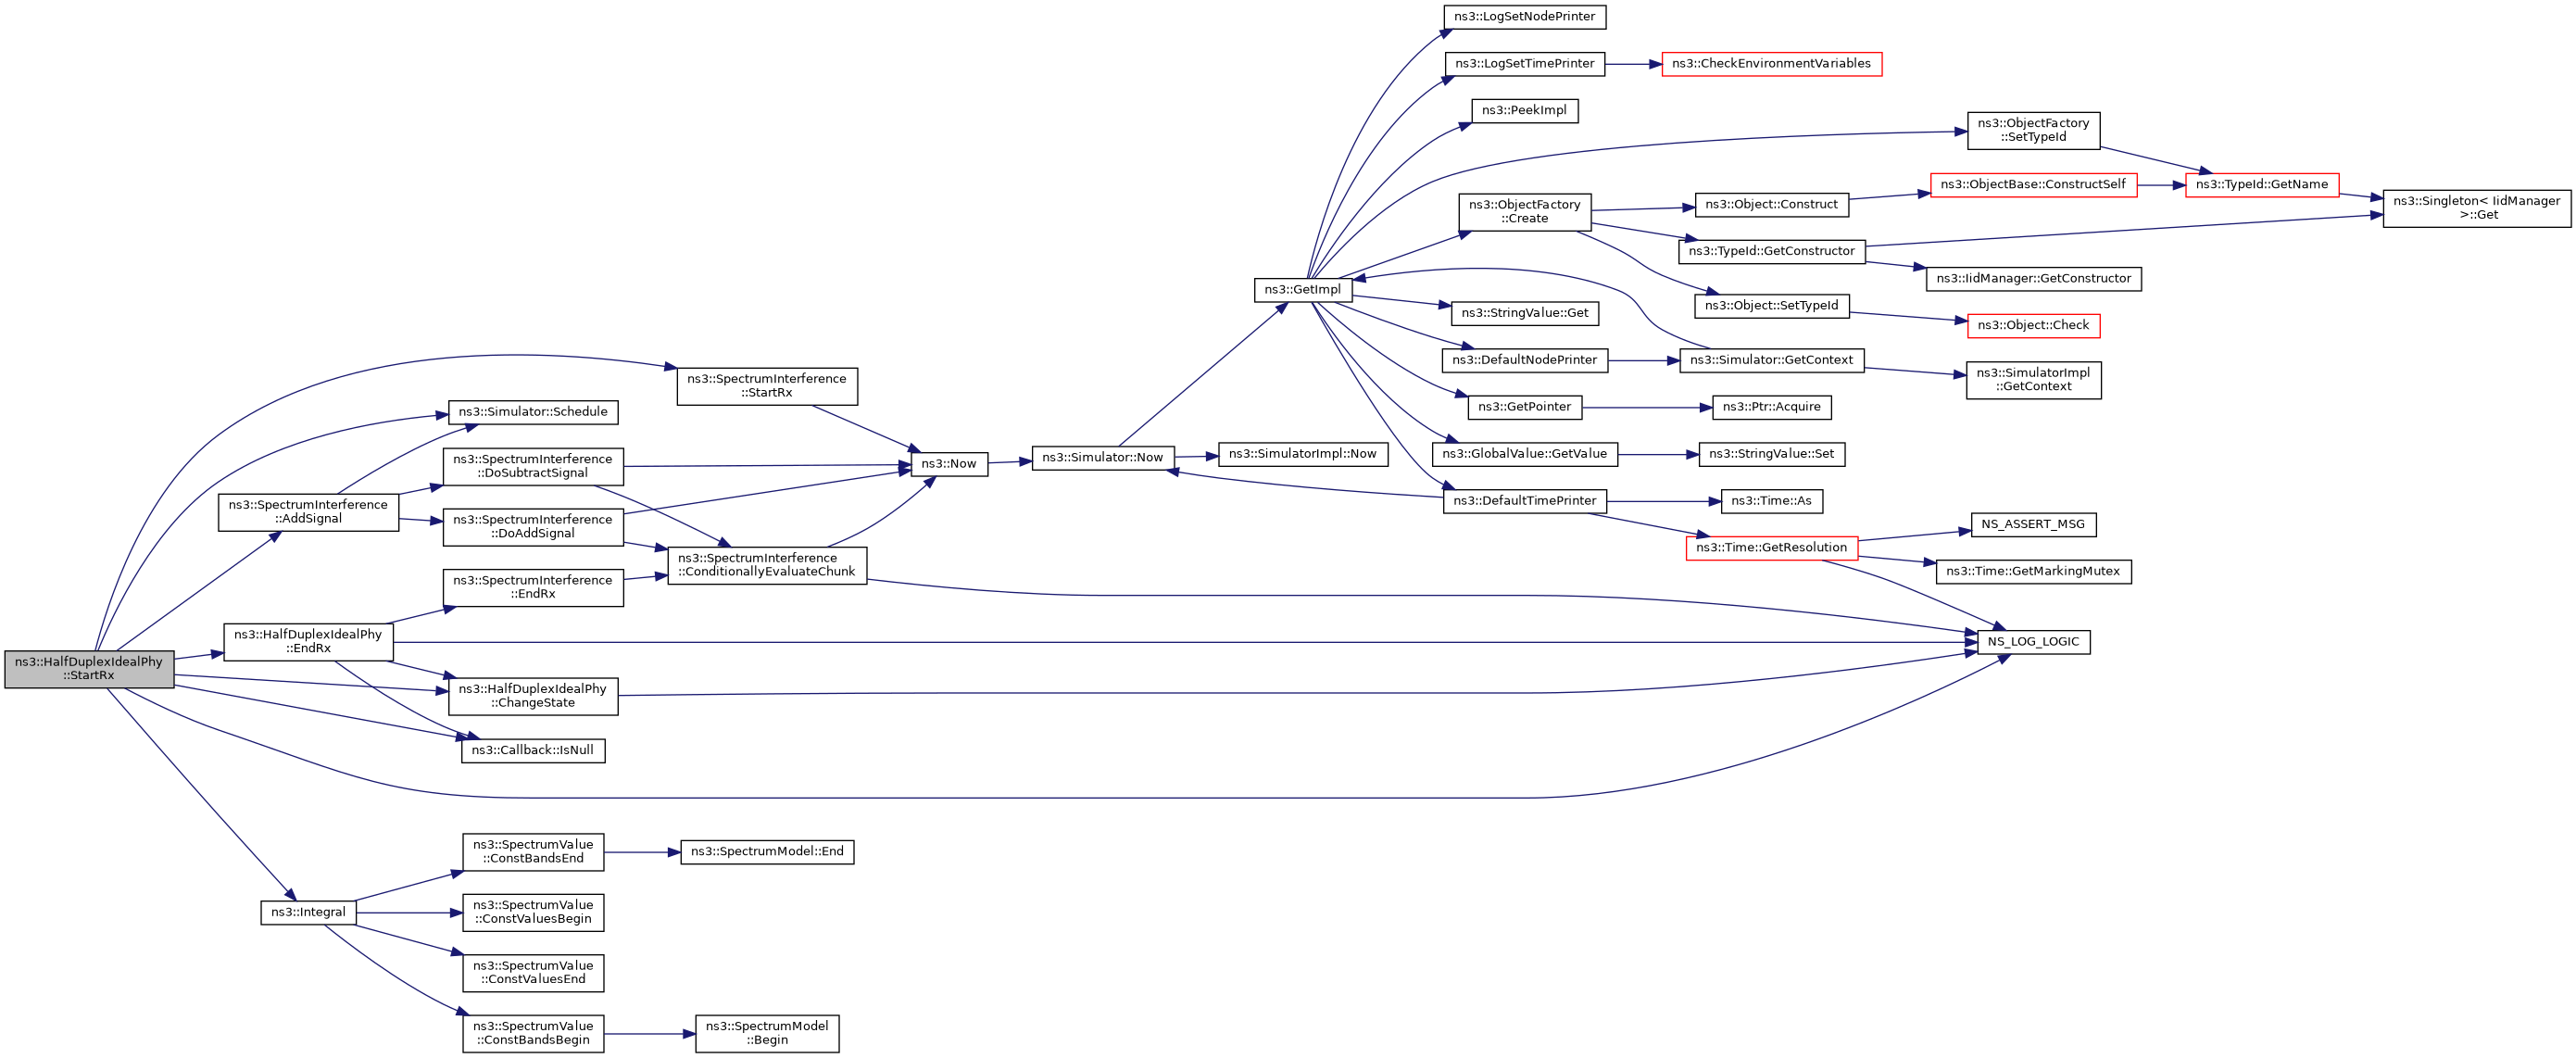 ns3::HalfDuplexIdealPhy
::StartRx
ns3::SpectrumInterference
::AddSignal
ns3::HalfDuplexIdealPhy
::EndRx
ns3::Integral
ns3::Simulator::Schedule
ns3::SpectrumInterference
::DoSubtractSignal
ns3::SpectrumInterference
::DoAddSignal
ns3::SpectrumInterference
::EndRx
ns3::HalfDuplexIdealPhy
::ChangeState
ns3::Callback::IsNull
ns3::SpectrumValue
::ConstBandsEnd
ns3::SpectrumValue
::ConstValuesBegin
ns3::SpectrumValue
::ConstValuesEnd
ns3::SpectrumValue
::ConstBandsBegin
ns3::SpectrumInterference
::StartRx
ns3::SpectrumInterference
::ConditionallyEvaluateChunk
ns3::SpectrumModel::End
ns3::SpectrumModel
::Begin
ns3::Now
ns3::Simulator::Now
ns3::GetImpl
ns3::SimulatorImpl::Now
ns3::LogSetNodePrinter
ns3::LogSetTimePrinter
ns3::PeekImpl
ns3::ObjectFactory
::Create
ns3::StringValue::Get
ns3::DefaultNodePrinter
ns3::GetPointer
ns3::GlobalValue::GetValue
ns3::DefaultTimePrinter
ns3::CheckEnvironmentVariables
ns3::Object::Construct
ns3::TypeId::GetConstructor
ns3::Object::SetTypeId
ns3::Simulator::GetContext
ns3::Ptr::Acquire
ns3::StringValue::Set
ns3::Time::As
ns3::Time::GetResolution
ns3::ObjectFactory
::SetTypeId
ns3::ObjectBase::ConstructSelf
ns3::IidManager::GetConstructor
ns3::Object::Check
ns3::SimulatorImpl
::GetContext
NS_ASSERT_MSG
ns3::Time::GetMarkingMutex
NS_LOG_LOGIC
ns3::TypeId::GetName
ns3::Singleton< IidManager
>::Get